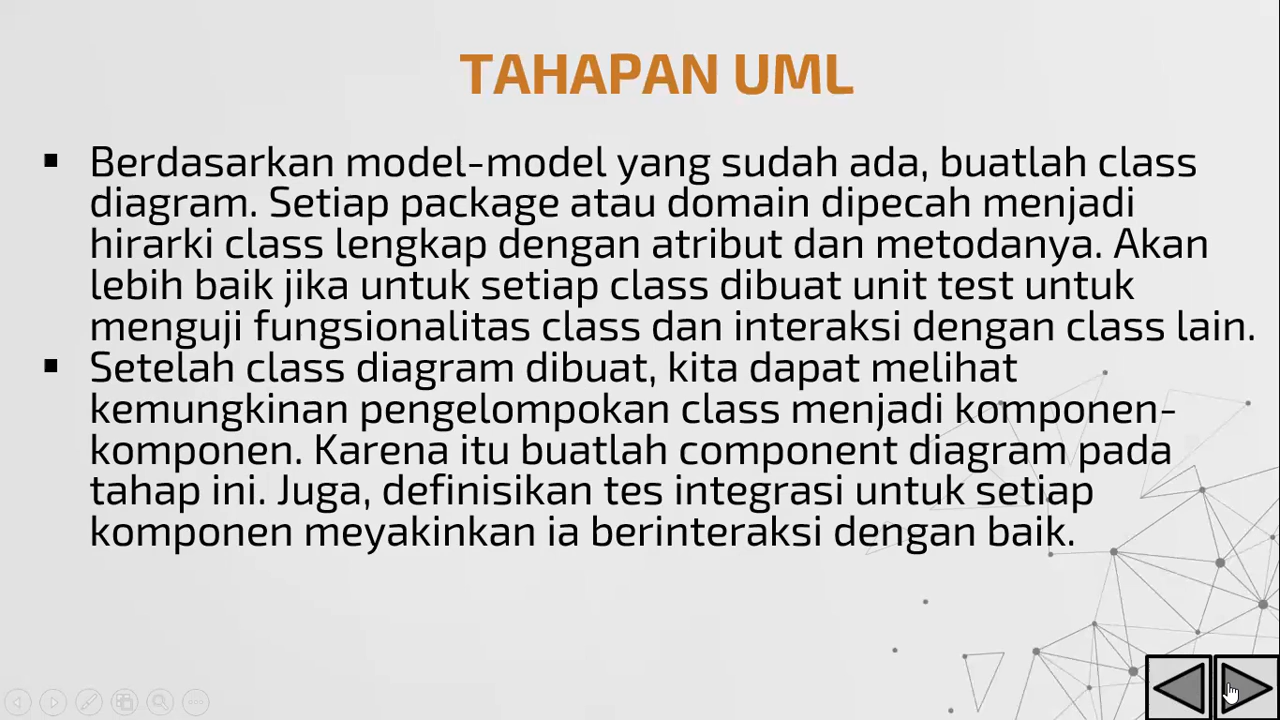 TAHAPAN UML
▪ Berdasarkan model-model yang sudah ada, buatlah class
diagram. Setiap package atau domain dipecah menjadi
hirarki class lengkap dengan atribut dan metodanya. Akan
lebih baik jika untuk setiap class dibuat unit test untuk
menguji fungsionalitas class dan interaksi dengan class lain.
▪ Setelah class diagram dibuat, kita dapat melihat
kemungkinan pengelompokan class menjadi komponen-
komponen. Karena itu buatlah component diagram pada
tahap ini. Juga, definisikan tes integrasi untuk setiap
komponen meyakinkan ia berinteraksi dengan baik.